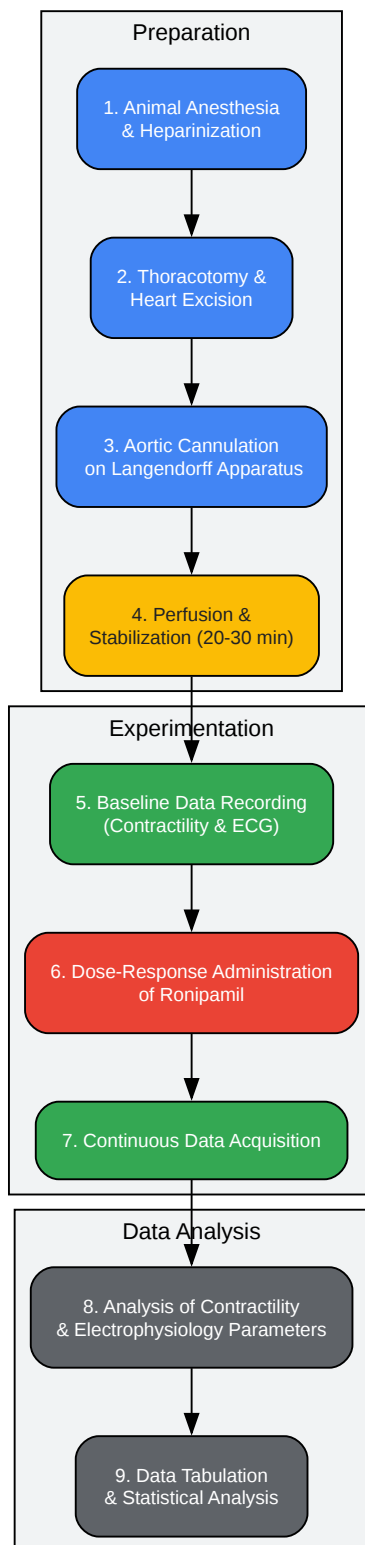 Preparation
1. Animal Anesthesia
& Heparinization
2. Thoracotomy &
Heart Excision
3. Aortic Cannulation
on Langendorff Apparatus
4. Perfusion &
Stabilization (20-30 min)
Experimentation
5. Baseline Data Recording
(Contractility & ECG)
6. Dose-Response Administration
of Ronipamil
7. Continuous Data Acquisition
Data Analysis
8. Analysis of Contractility
& Electrophysiology Parameters
9. Data Tabulation
& Statistical Analysis